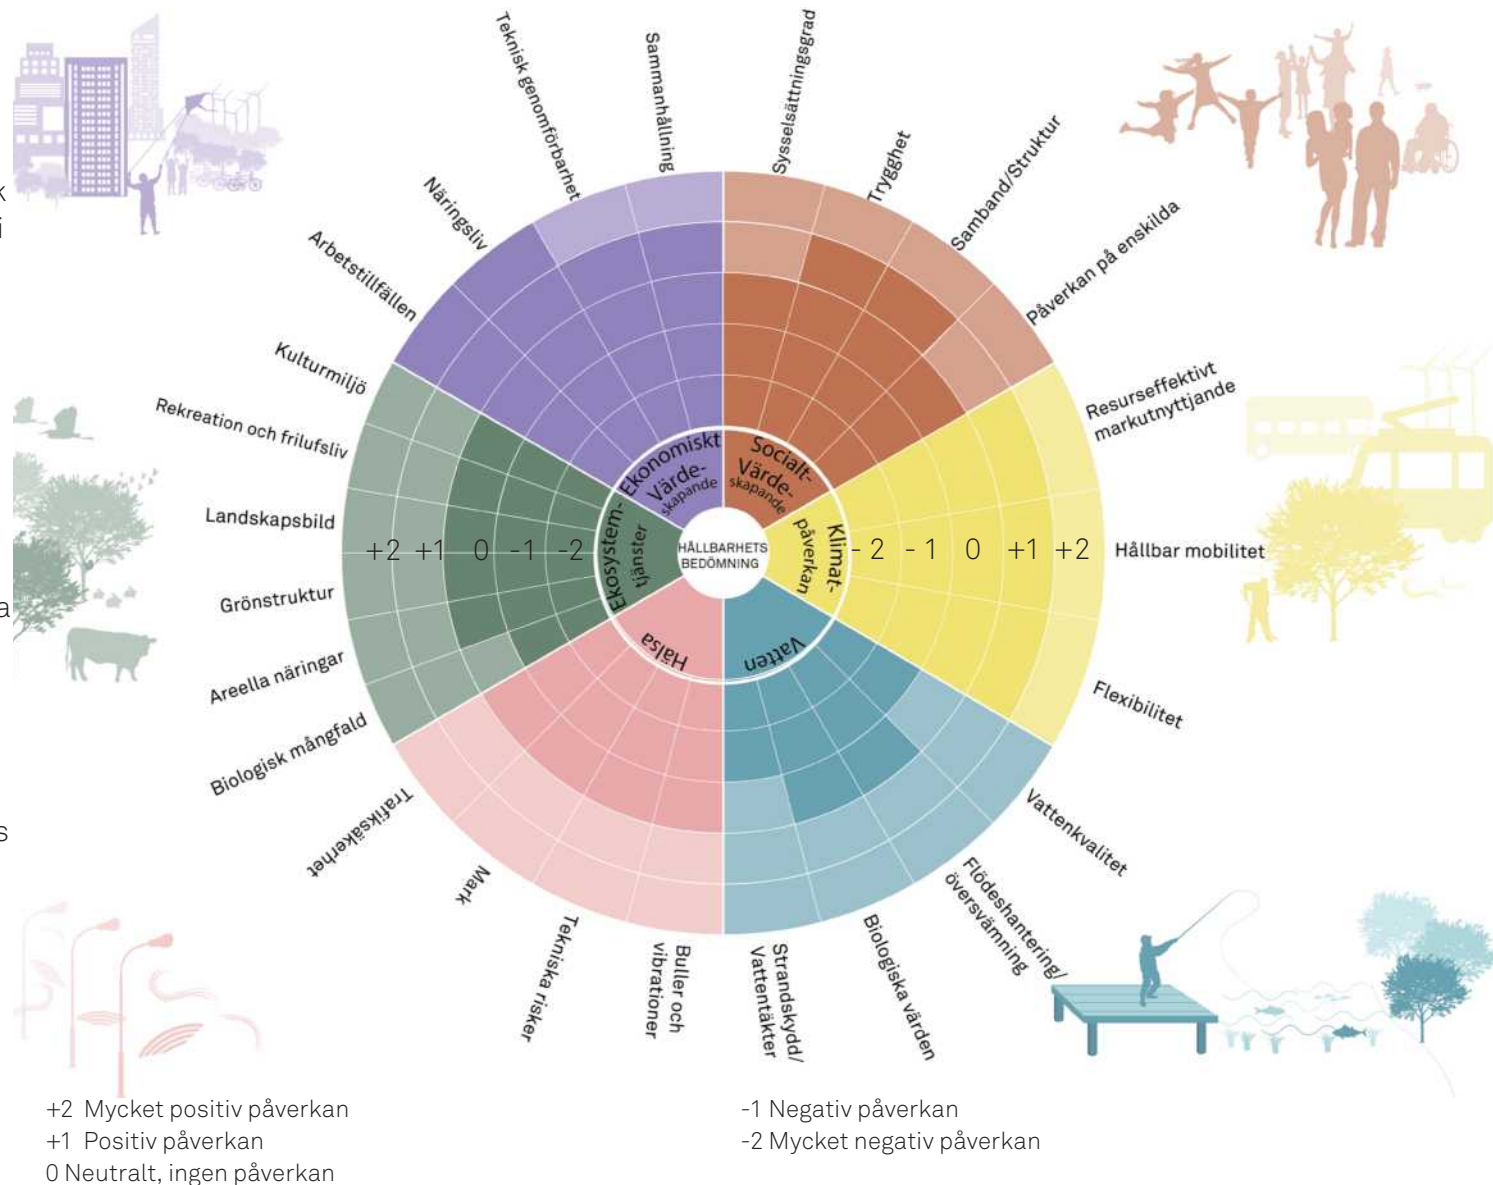 Teknisk genomförbarhet
Sammanhållning
Sysselsättningsgrad
Trygghet
Samband/Struktur
Påverkan på enskilda
Näringsliv
Arbetstillfällen
Kulturmiljö
Rekreation och frilufsliv
Landskapsbild
Grönstruktur
Areella näringar
Biologisk mångfald
k
i
a
s
Resurseffektivt
markutnyttjande
Hållbar mobilitet
Flexibilitet
Ekonomiskt
Värde-
skapande
Socialt-
Värde-
skapande
Ekosystem-
tjänster
HÅLLBARHETS
BEDÖMNING
Klimat-
påverkan
Hälsa
Vatten
+2 +1 0 -1 -2
- 2 - 1 0 +1 +2
Trafiksäkerhet
Mark
Tekniska risker
Buller och
vibrationer
Strandskydd/
Vattentäkter
Biologiska värden
Flödeshantering/
översvämning
Vattenkvalitet
+2 Mycket positiv påverkan
+1 Positiv påverkan
0 Neutralt, ingen påverkan
-1 Negativ påverkan
-2 Mycket negativ påverkan